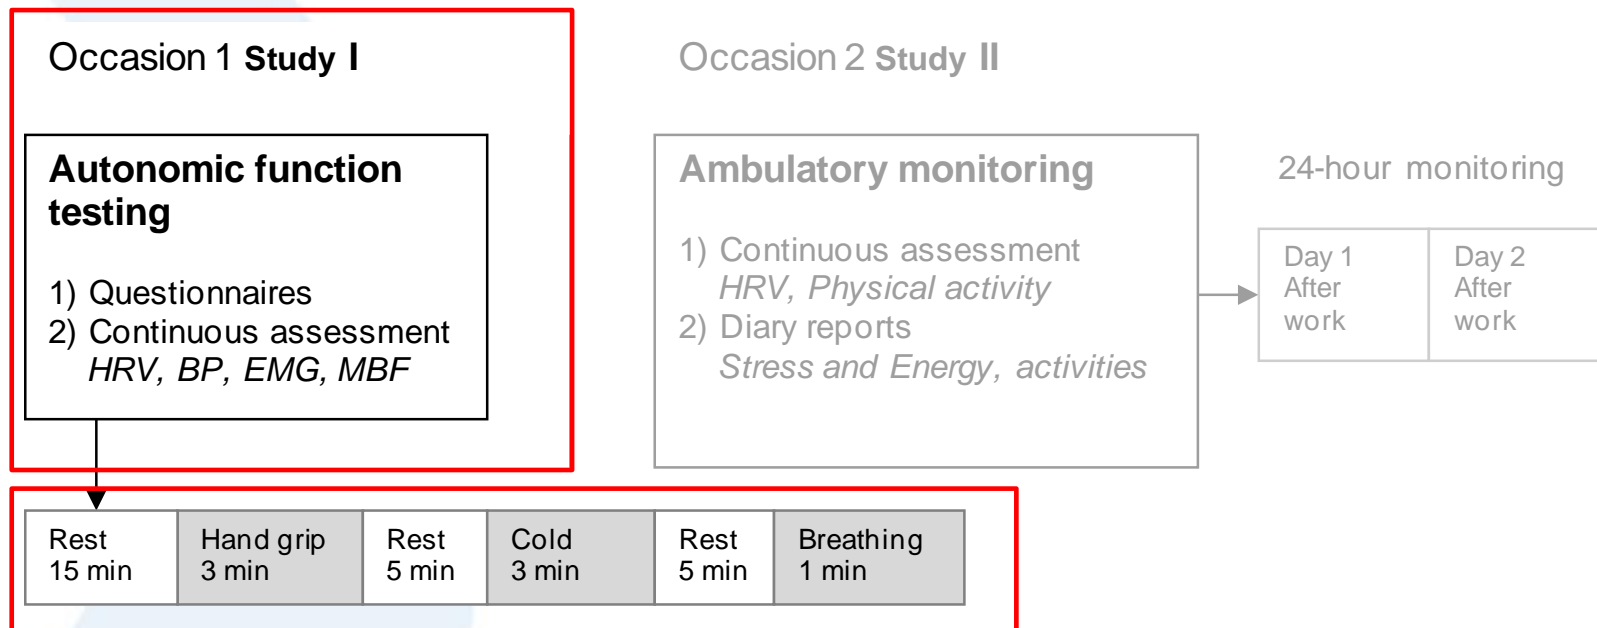 Occasion 1 Study I
Autonomic function
testing
1) Questionnaires
2) Continuous assessment
HRV, BP, EMG, MBF
Occasion 2 Study II
Ambulatory monitoring
1) Continuous assessment
HRV, Physical activity
2) Diary reports
Stress and Energy, activities
24-hour monitoring
Day 1
After
work
Day 2
After
work
Rest
15 min
Hand grip
3 min
Rest
5 min
Cold
3 min
Rest
5 min
Breathing
1 min